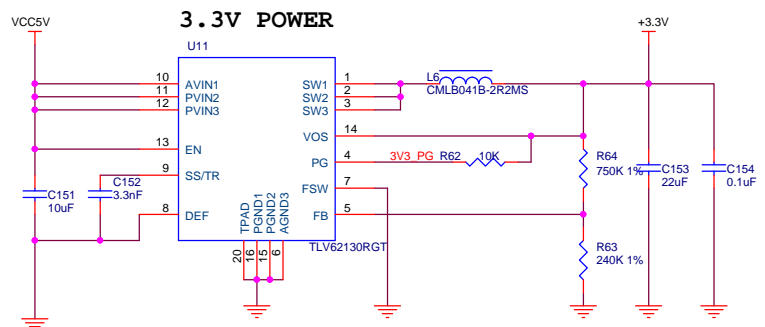 3.3V POWER
VCC5V
+3.3V
U11
10 AVIN1
11 PVIN2
12 PVIN3
13 EN
9 SS/TR
8 DEF
SW1 1
SW2 2
SW3 3
VOS 14
PG 4
FSW 7
FB 5
TPAD 20
PGND1 16
PGND2 15
AGND3 6
TLV62130RGT
L6
CMLB041B-2R2MS
3V3_PG R62 10K
R64
750K 1%
R63
240K 1%
C151
10uF
C152
3.3nF
C153
22uF
C154
0.1uF